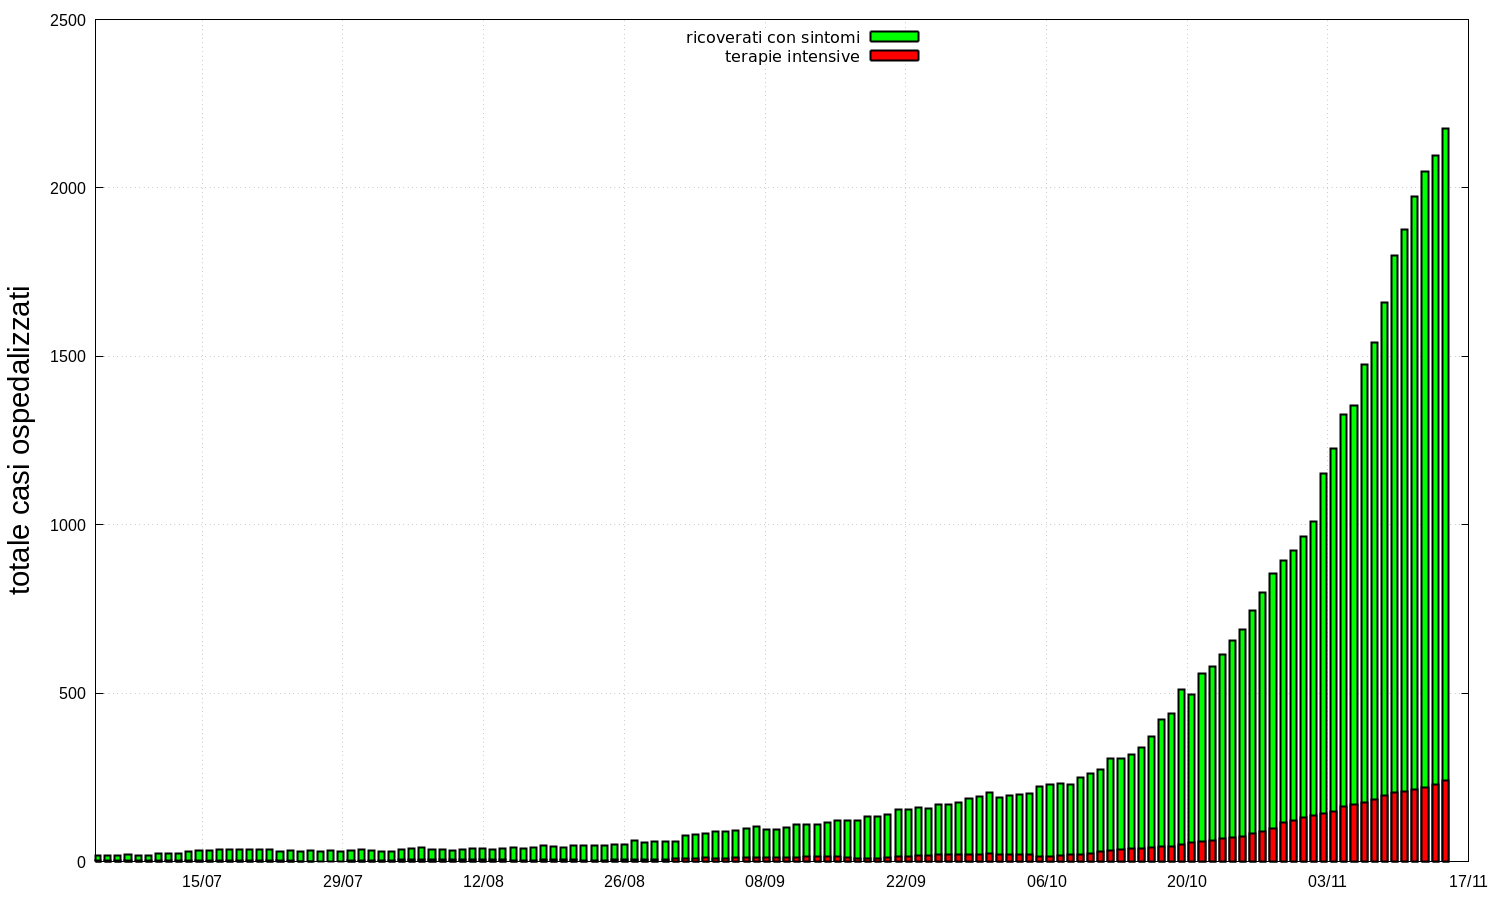 2500
2000
1500
1000
500
0
totale casi ospedalizzati
ricoverati con sintomi
terapie intensive
15/07 29/07 12/08 26/08 08/09 22/09 06/10 20/10 03/11 17/11